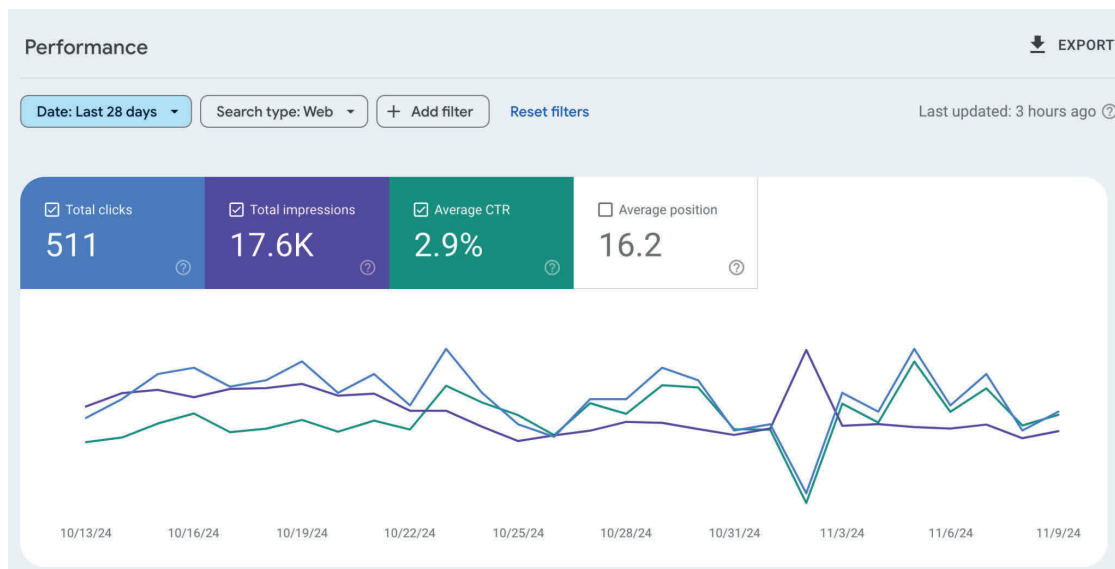 Performance
EXPORT
Date: Last 28 days
Search type: Web
+ Add filter
Reset filters
Last updated: 3 hours ago
Total clicks
511
Total impressions
17.6K
Average CTR
2.9%
Average position
16.2
10/13/24
10/16/24
10/19/24
10/22/24
10/25/24
10/28/24
10/31/24
11/3/24
11/6/24
11/9/24